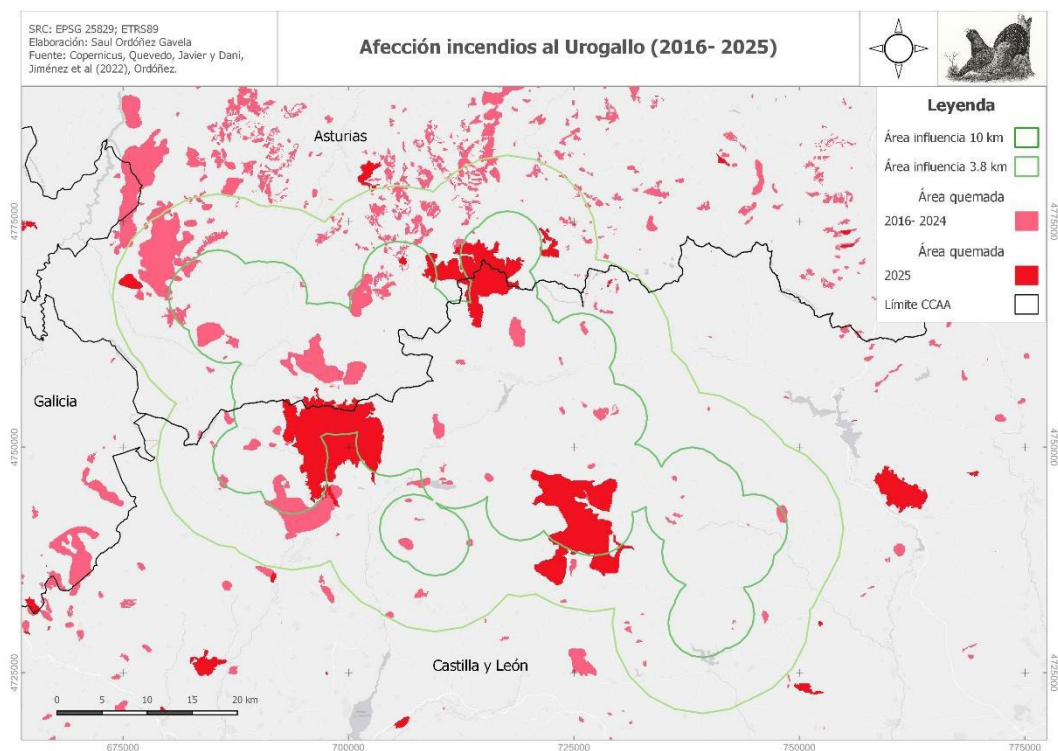 SRC: EPSG 25829; ETRS89
Elaboración: Saul Ordóñez Gavela
Fuente: Copernicus, Quevedo, Javier y Dani,
Jiménez et al (2022), Ordóñez.
Afección incendios al Urogallo (2016- 2025)
Leyenda
Área influencia 10 km
Área influencia 3.8 km
Área quemada
2016- 2024
Área quemada
2025
Límite CCAA
Asturias
Galicia
Castilla y León
4775000
4775000
4750000
4750000
4725000
4725000
0 5 10 15 20 km
675000
700000
725000
750000
775000